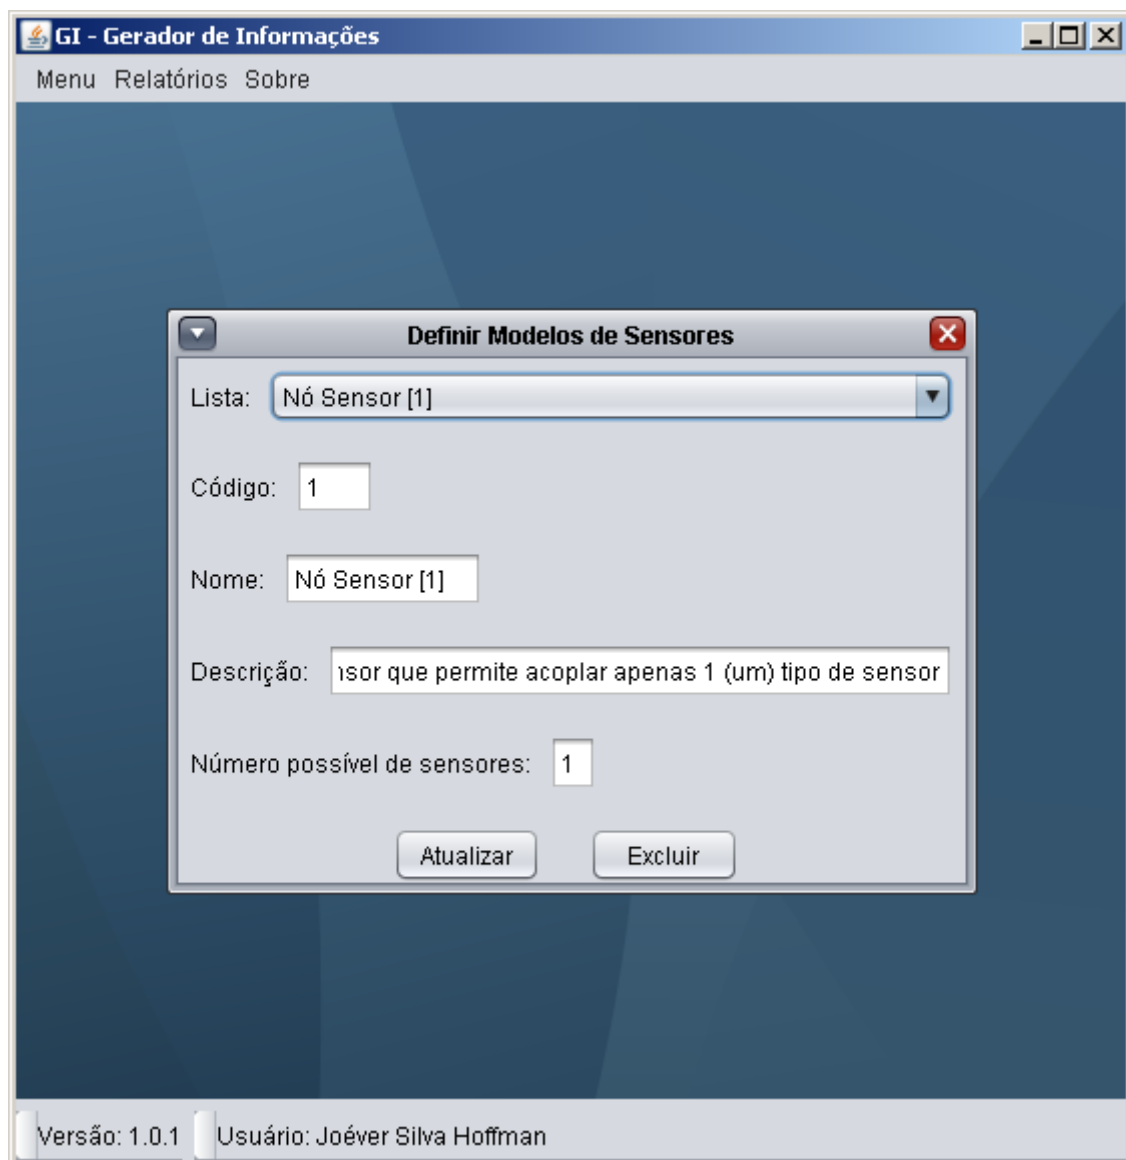 GI - Gerador de Informações
Menu Relatórios Sobre
Definir Modelos de Sensores
Lista: Nó Sensor [1]
Código: 1
Nome: Nó Sensor [1]
Descrição: que permite acoplar apenas 1 (um) tipo de sensor
Número possível de sensores: 1
Atualizar Excluir
Versão: 1.0.1 Usuário: Joéver Silva Hoffman